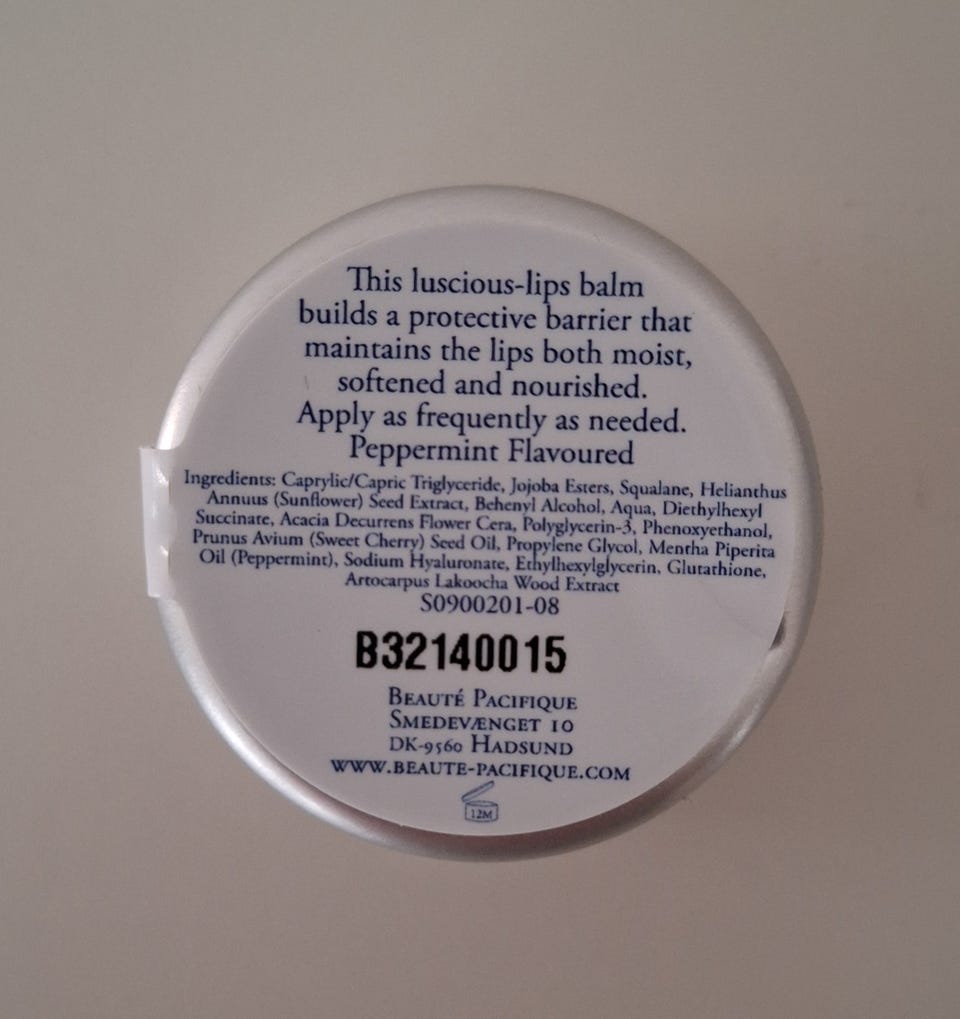 This luscious-lips balm
builds a protective barrier that
maintains the lips both moist,
softened and nourished.
Apply as frequently as needed.
Peppermint Flavoured
Ingredients: Caprylic/Capric Triglyceride, Jojoba Esters, Squalane, Helianthus
Annuus (Sunflower) Seed Extract, Behenyl Alcohol, Aqua, Diethylhexyl
Succinate, Acacia Decurrens Flower Cera, Polyglycerin-3, Phenoxyethanol,
Prunus Avium (Sweet Cherry) Seed Oil, Propylene Glycol, Mentha Piperita
Oil (Peppermint), Sodium Hyaluronate, Ethylhexylglycerin, Glutathione,
Artocarpus Lakoocha Wood Extract
S0900201-08
B32140015
BEAUTÉ PACIFIQUE
SMEDEVÆNGET 10
DK-9560 HADSUND
WWW.BEAUTE-PACIFIQUE.COM
12M